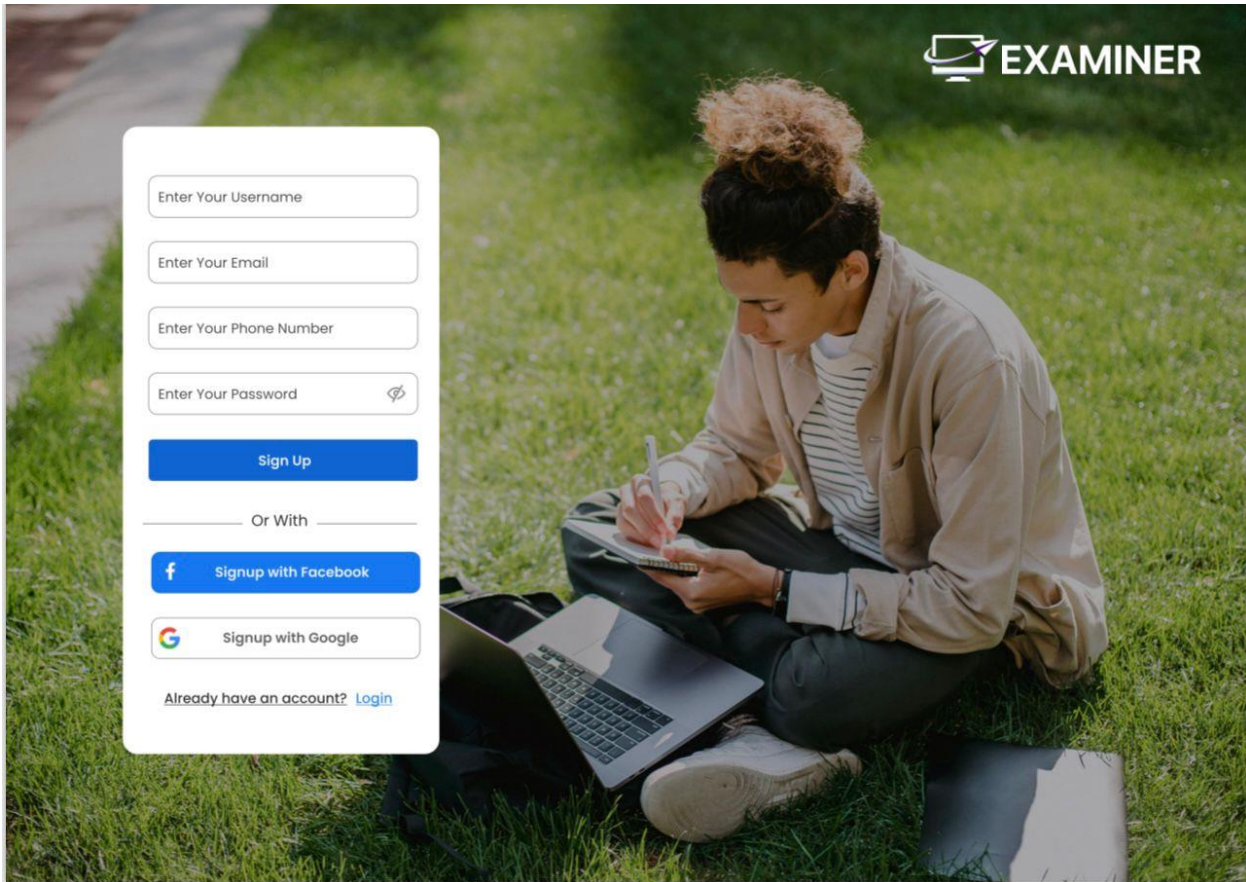 EXAMINER
Enter Your Username
Enter Your Email
Enter Your Phone Number
Enter Your Password
Sign Up
Or With
Signup with Facebook
Signup with Google
Already have an account? Login